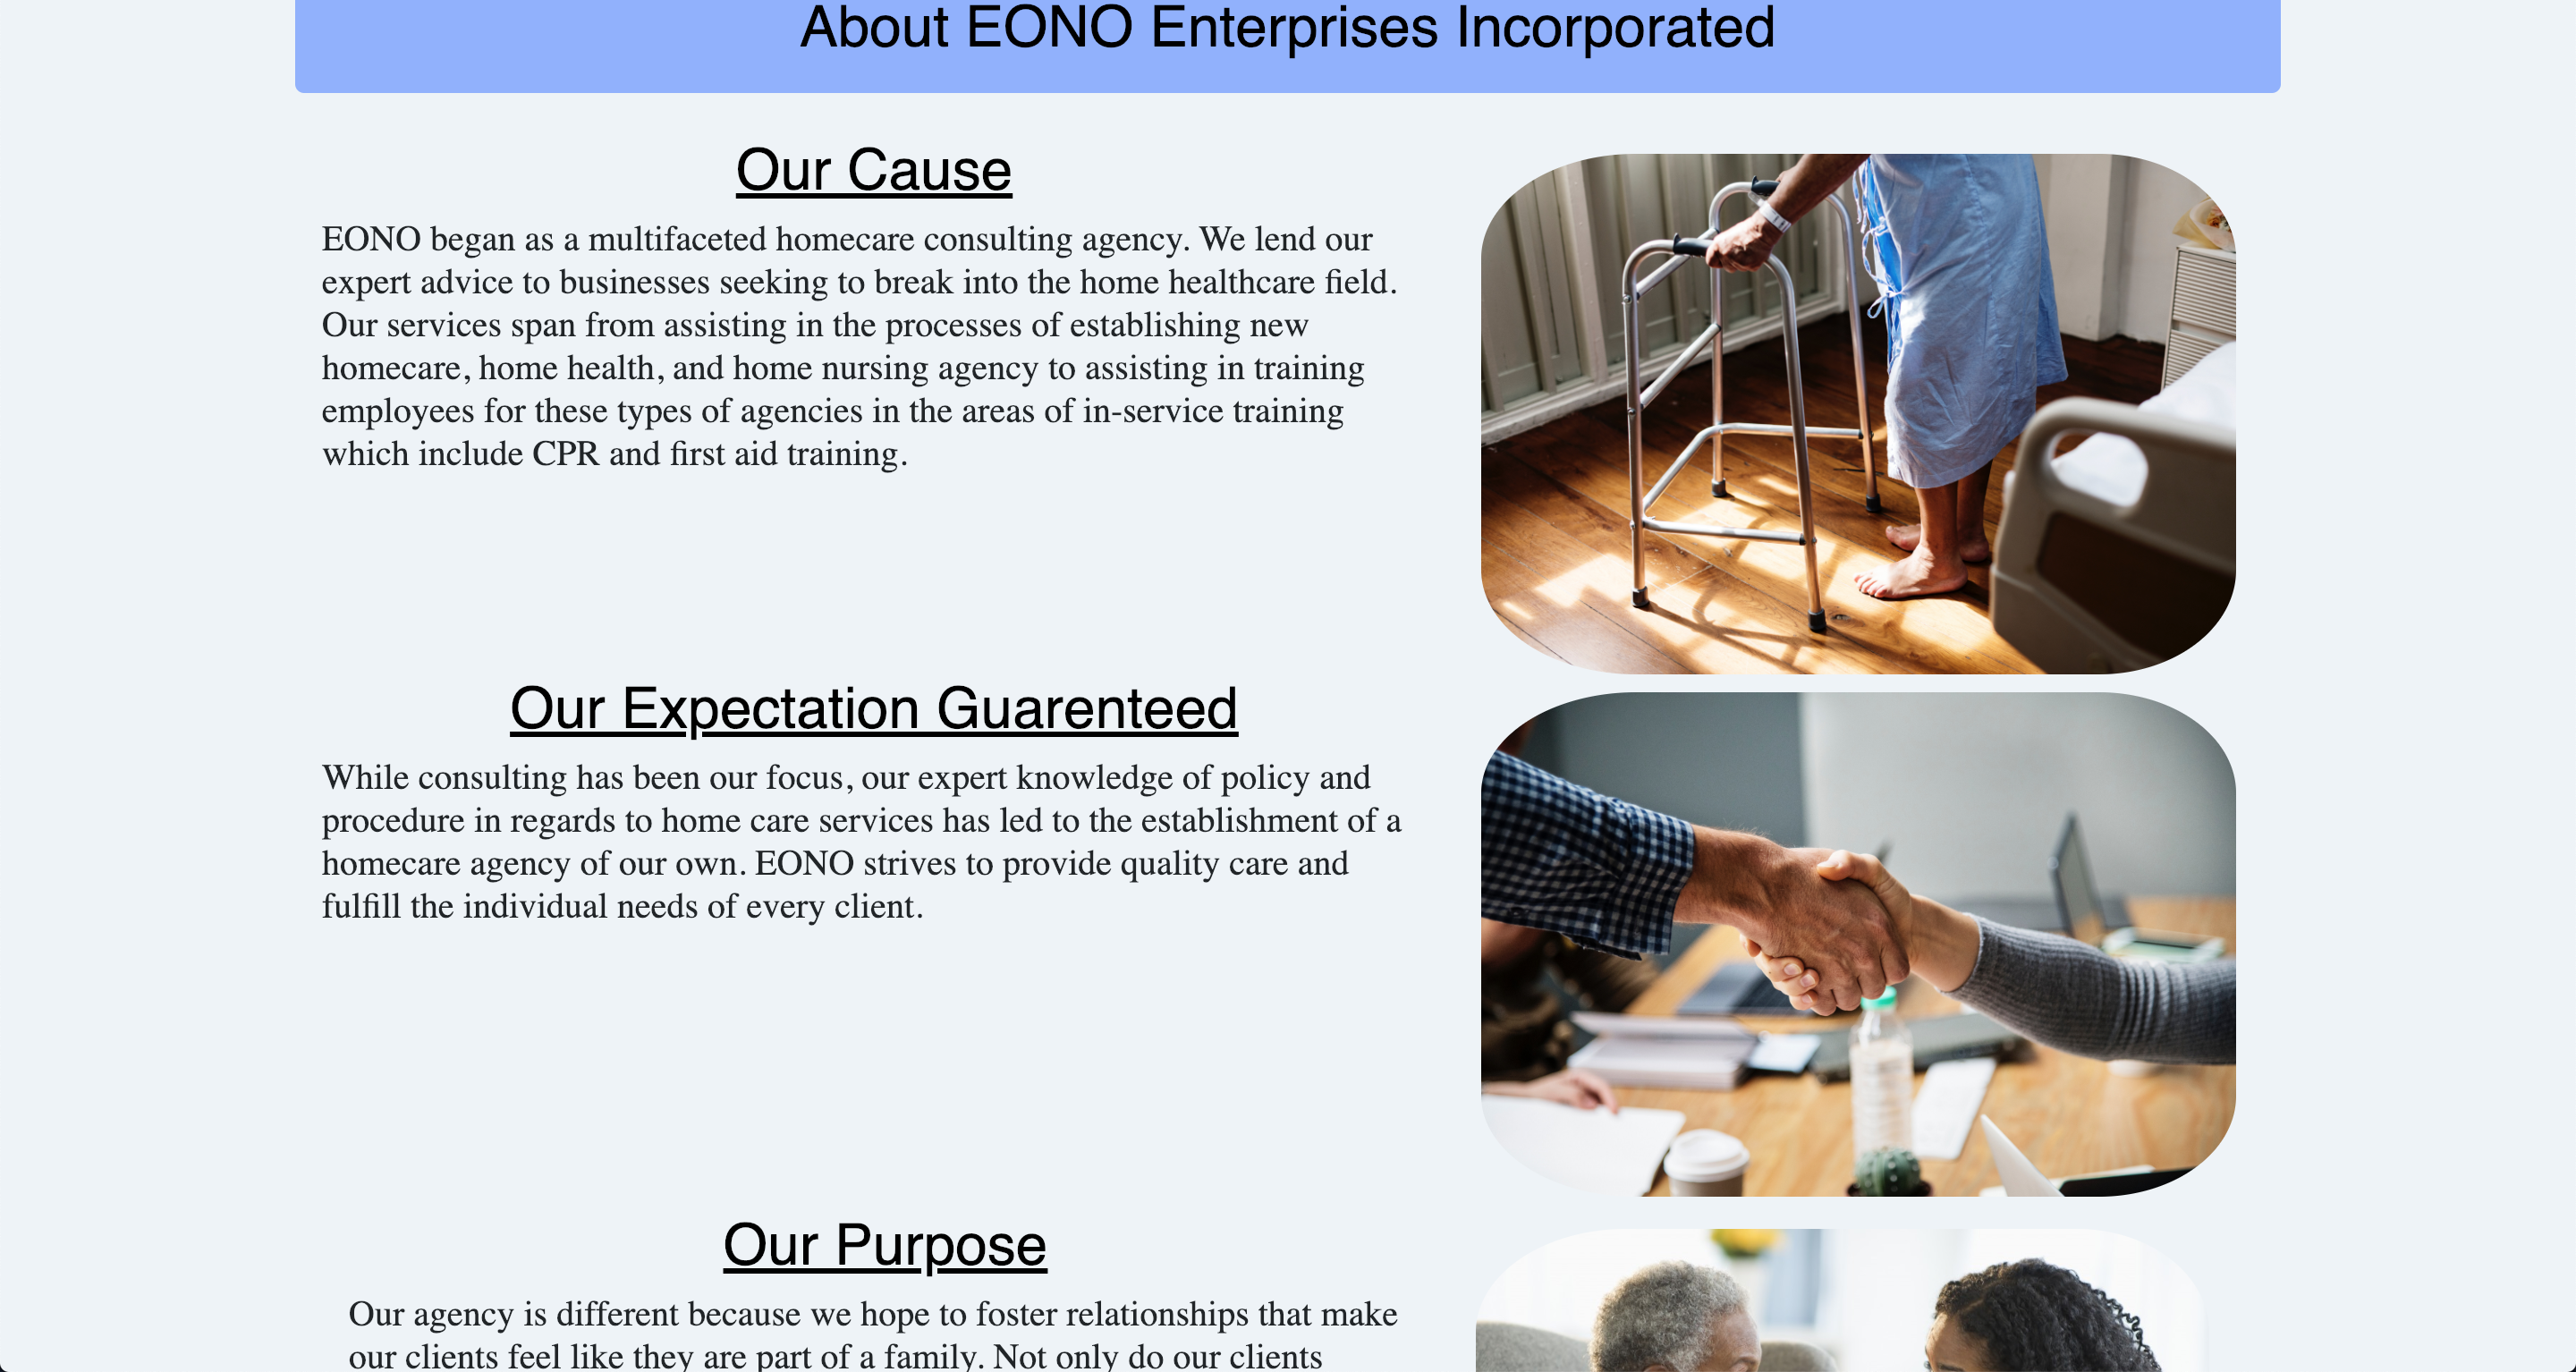 About EONO Enterprises Incorporated
Our Cause
EONO began as a multifaceted homecare consulting agency. We lend our
expert advice to businesses seeking to break into the home healthcare field.
Our services span from assisting in the processes of establishing new
homecare, home health, and home nursing agency to assisting in training
employees for these types of agencies in the areas of in-service training
which include CPR and first aid training.
Our Expectation Guarenteed
While consulting has been our focus, our expert knowledge of policy and
procedure in regards to home care services has led to the establishment of a
homecare agency of our own. EONO strives to provide quality care and
fulfill the individual needs of every client.
Our Purpose
Our agency is different because we hope to foster relationships that make
our clients feel like they are part of a family. Not only do our clients